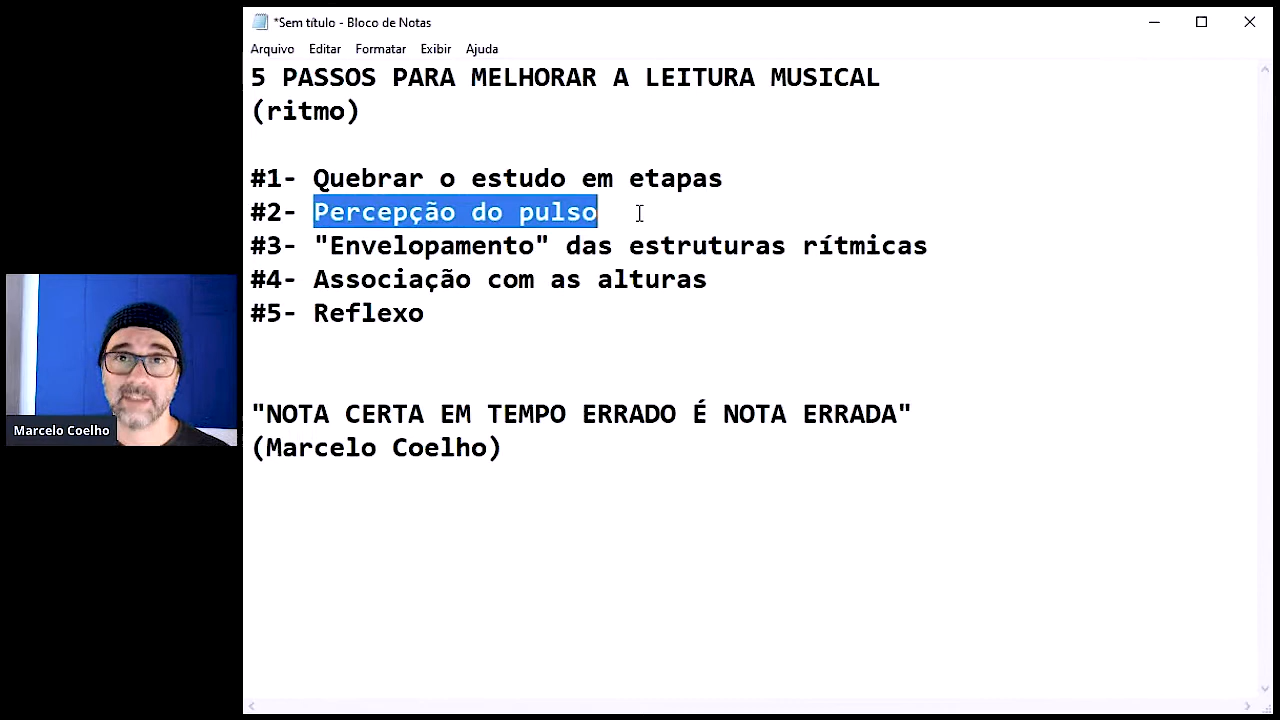 *Sem título - Bloco de Notas
Arquivo Editar Formatar Exibir Ajuda
5 PASSOS PARA MELHORAR A LEITURA MUSICAL
(ritmo)
#1- Quebrar o estudo em etapas
#2- Percepção do pulso
#3- "Envelopamento" das estruturas rítmicas
#4- Associação com as alturas
#5- Reflexo
"NOTA CERTA EM TEMPO ERRADO É NOTA ERRADA"
(Marcelo Coelho)
Marcelo Coelho